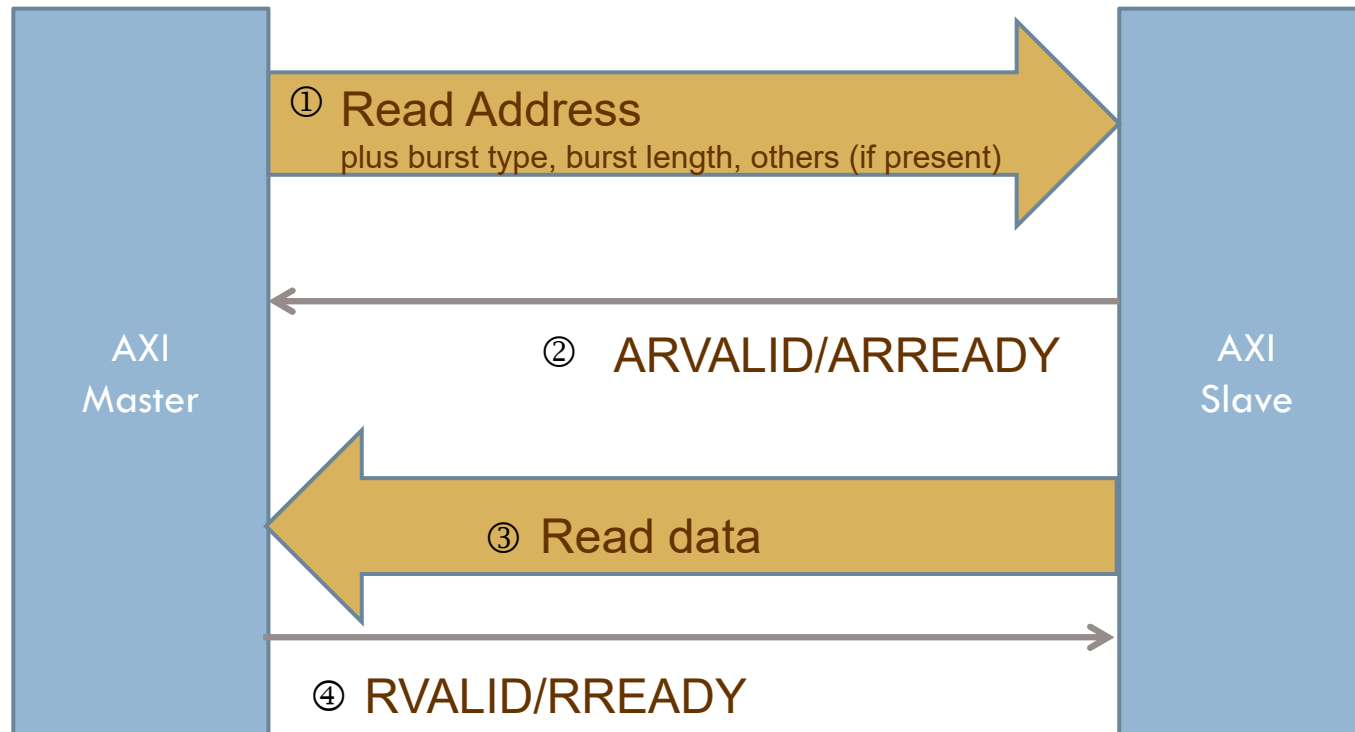 ① Read Address
plus burst type, burst length, others (if present)
AXI
Master
② ARVALID/ARREADY
AXI
Slave
③ Read data
④ RVALID/RREADY